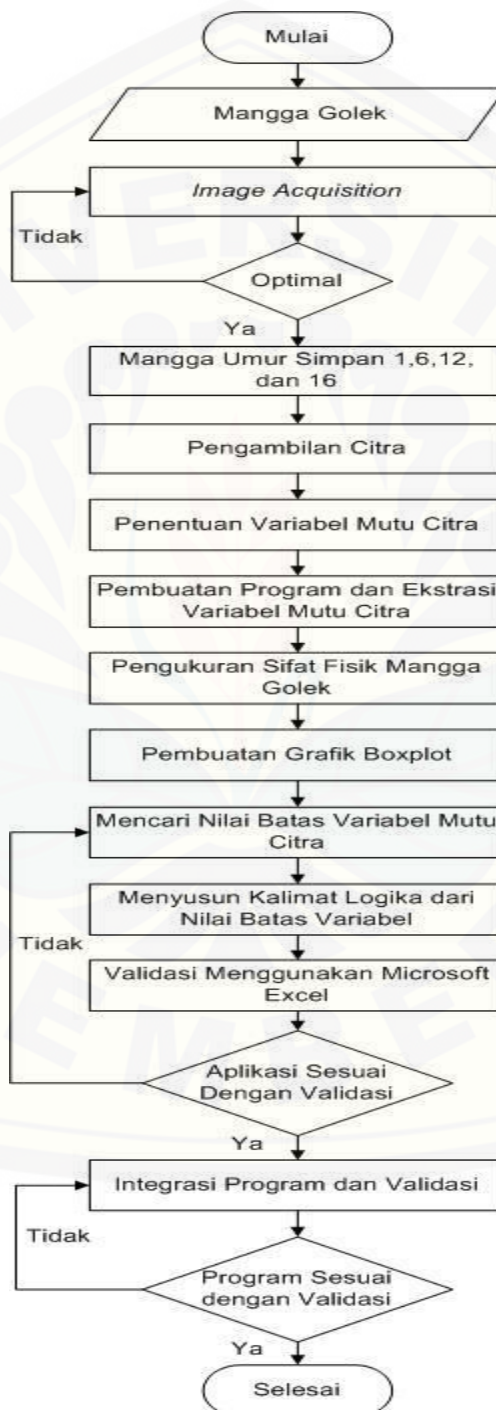 Mulai
Mangga Golek
Image Acquisition
Tidak
Optimal
Ya
Mangga Umur Simpan 1,6,12,
dan 16
Pengambilan Citra
Penentuan Variabel Mutu Citra
Pembuatan Program dan Ekstrasi
Variabel Mutu Citra
Pengukuran Sifat Fisik Mangga
Golek
Pembuatan Grafik Boxplot
Mencari Nilai Batas Variabel Mutu
Citra
Menyusun Kalimat Logika dari
Nilai Batas Variabel
Tidak
Validasi Menggunakan Microsoft
Excel
Aplikasi Sesuai
Dengan Validasi
Ya
Integrasi Program dan Validasi
Tidak
Program Sesuai
dengan Validasi
Ya
Selesai